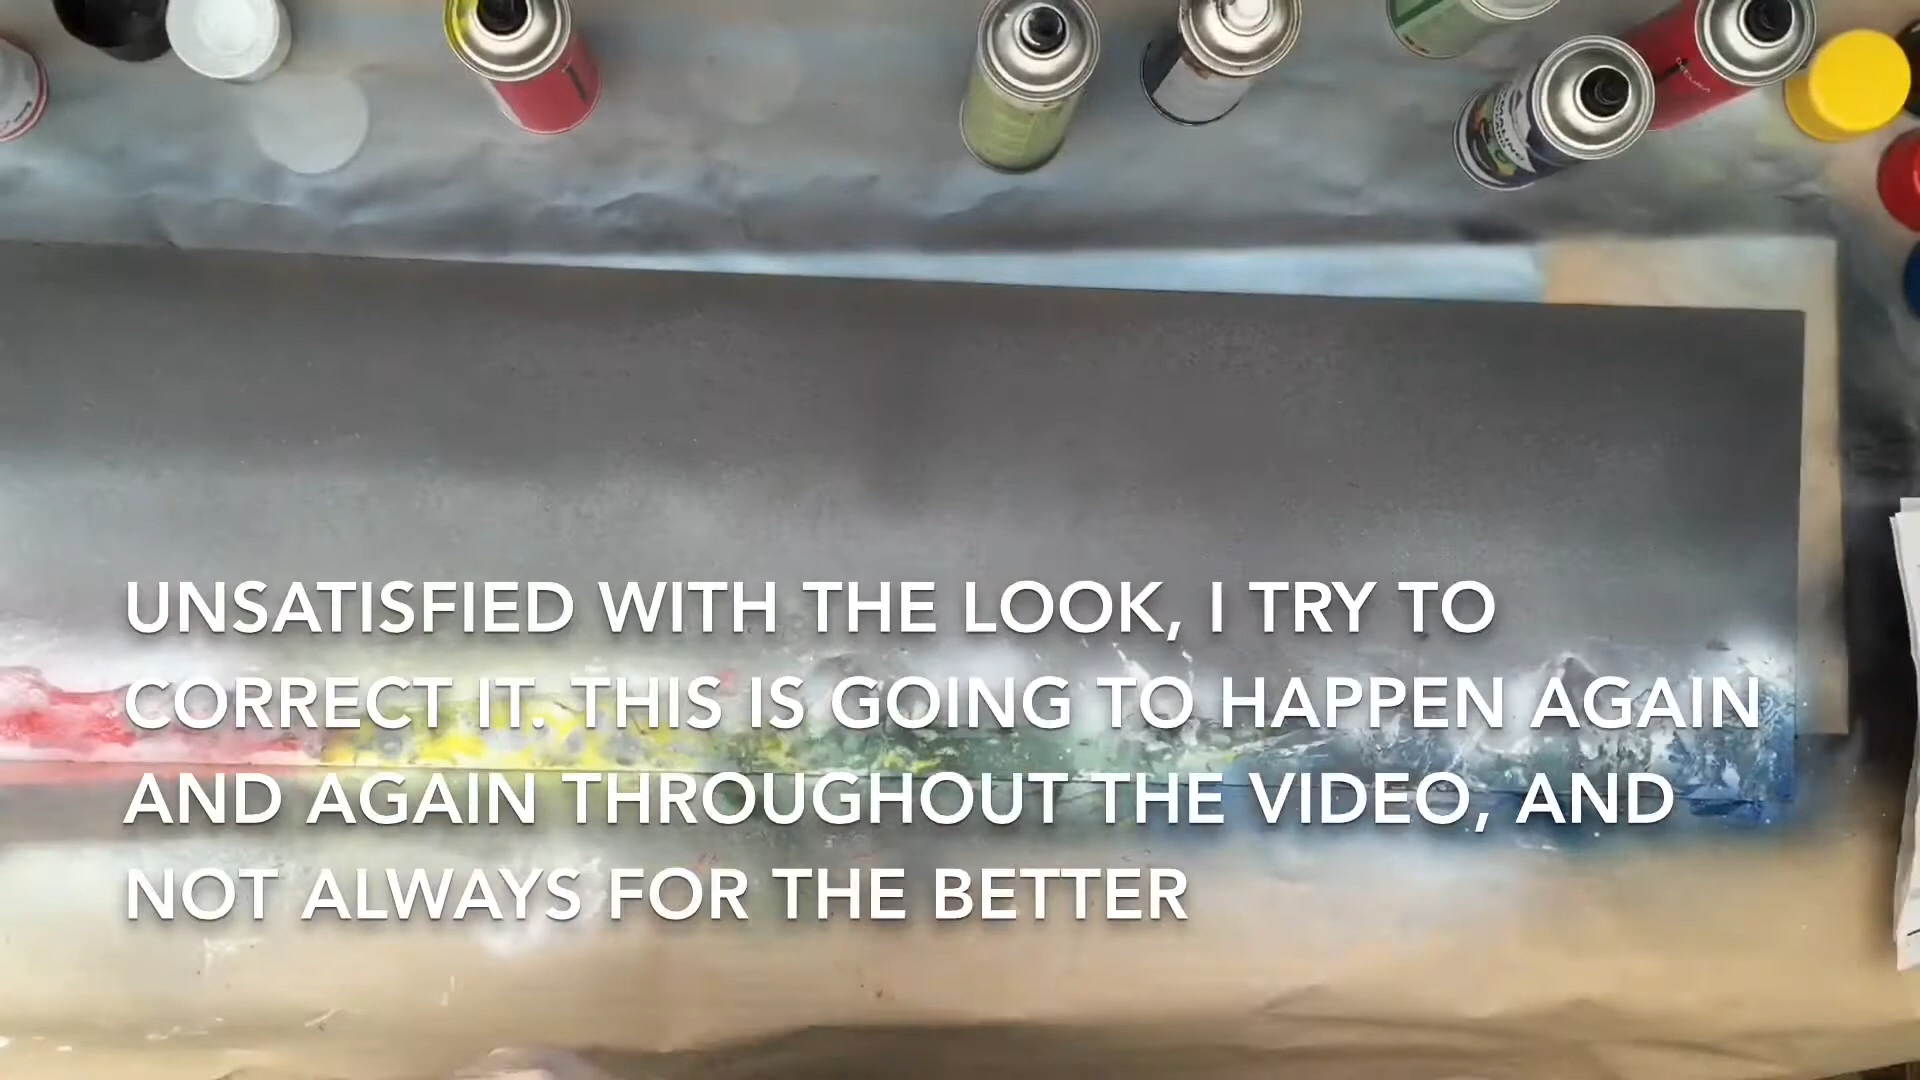 UNSATISFIED WITH THE LOOK, I TRY TO
CORRECT IT. THIS IS GOING TO HAPPEN AGAIN
AND AGAIN THROUGHOUT THE VIDEO, AND
NOT ALWAYS FOR THE BETTER